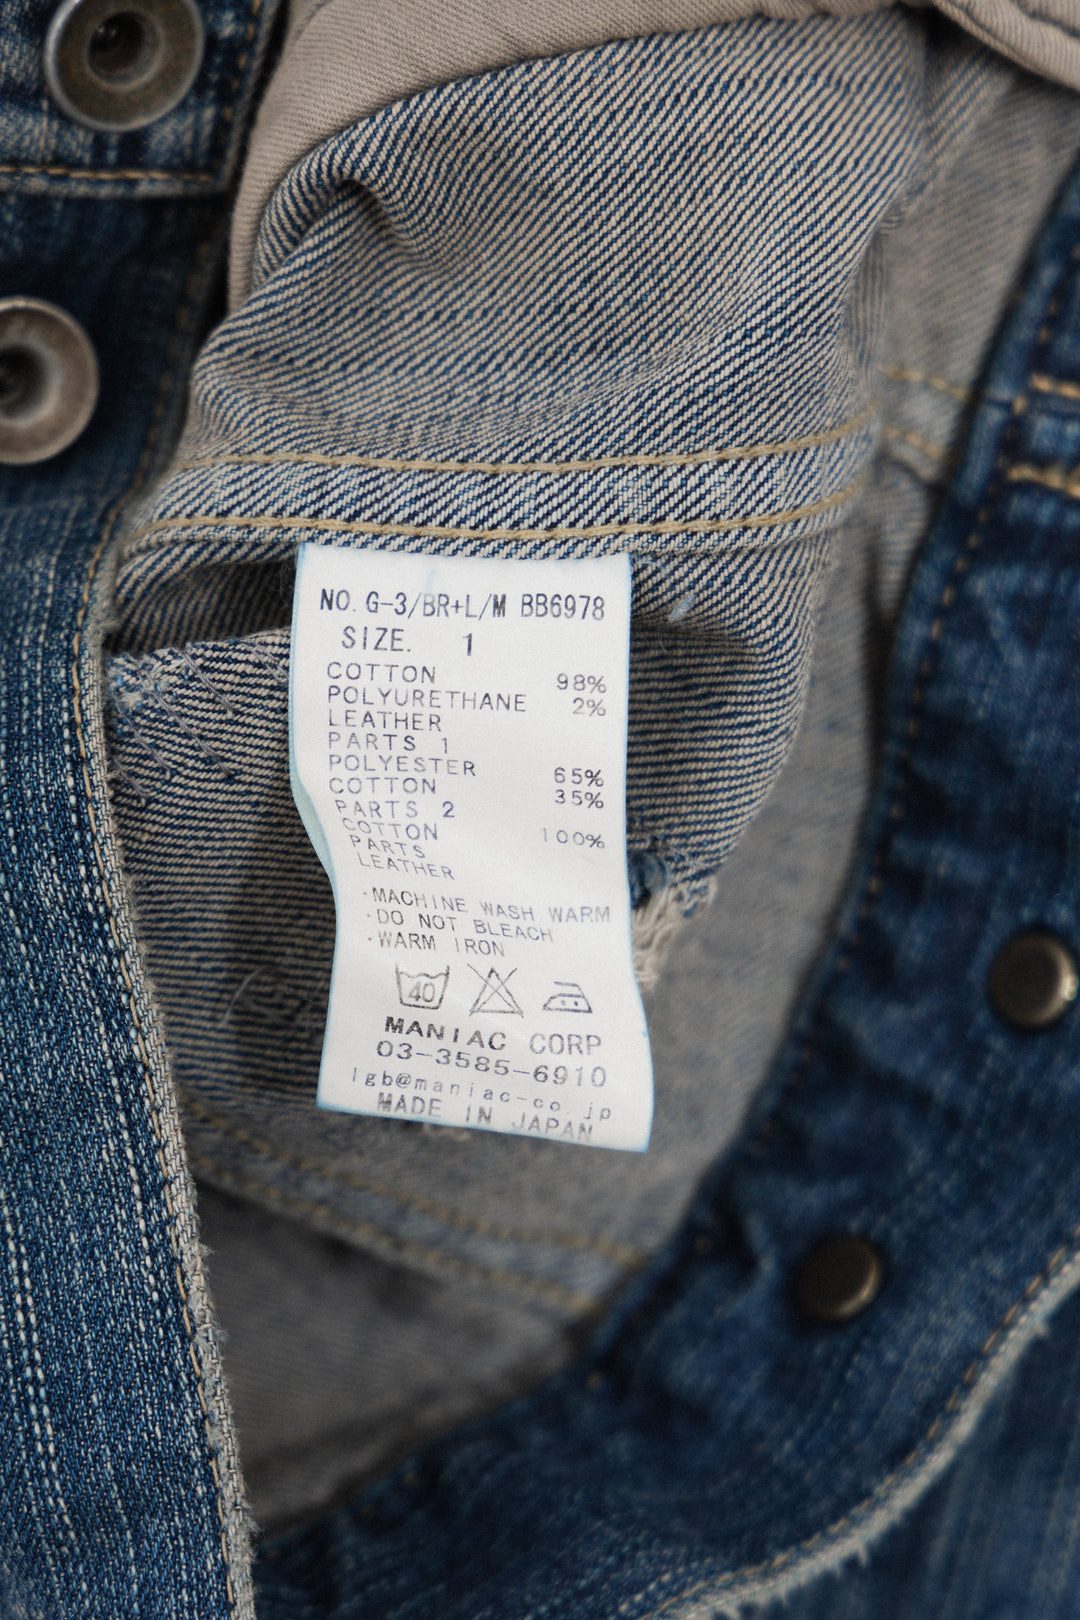 NO. G-3/BR+L/M BB6978
SIZE. 1
COTTON 98%
POLYURETHANE 2%
LEATHER
PARTS 1
POLYESTER 65%
COTTON 35%
PARTS 2
COTTON 100%
PARTS
LEATHER
·MACHINE WASH WARM
·DO NOT BLEACH
·WARM IRON
40
MANIAC CORP
03-3585-6910
lgb@maniac-co.jp
MADE IN JAPAN